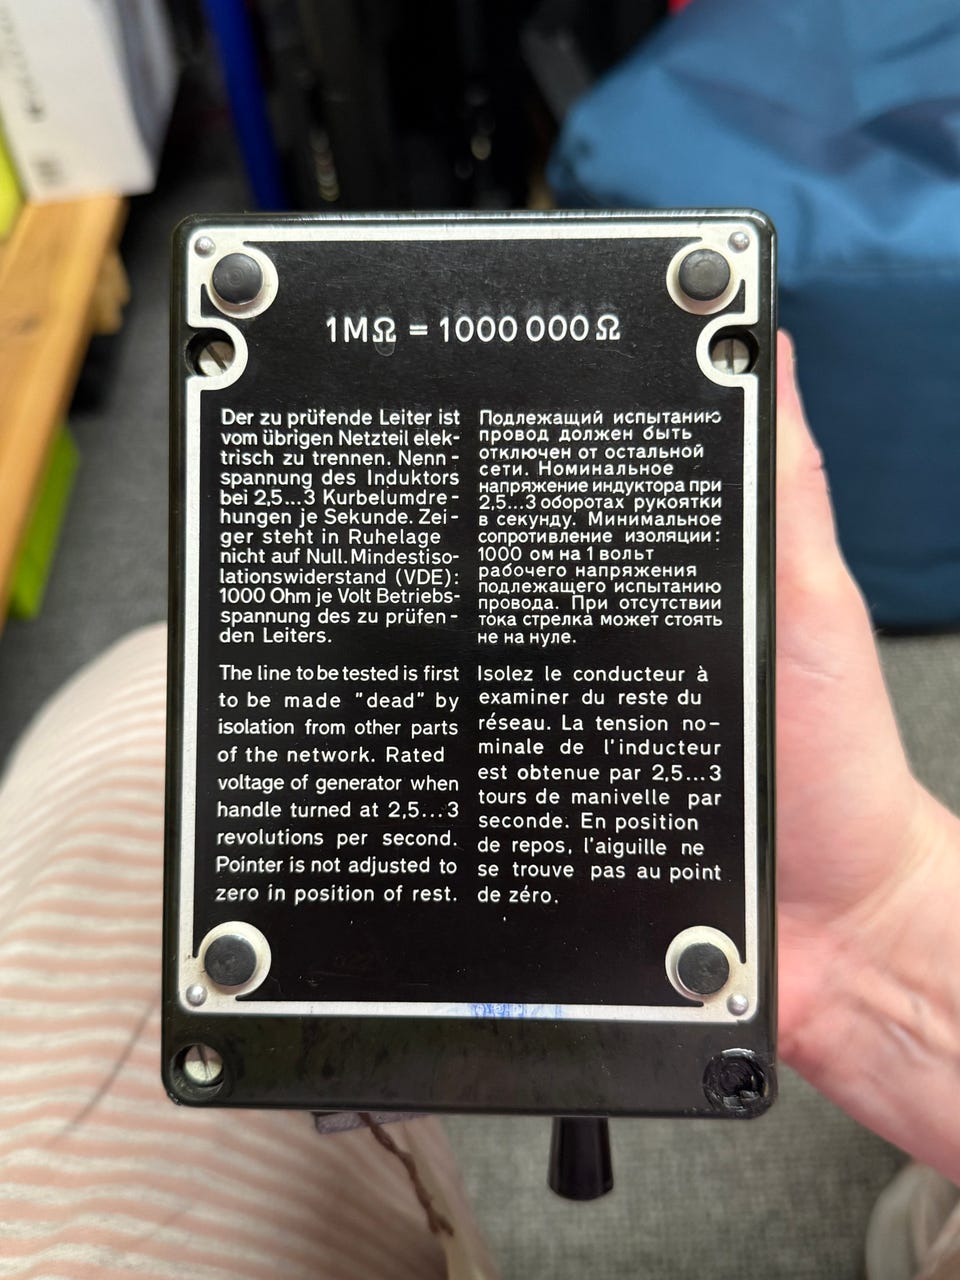 1MΩ = 1000 000 Ω
Der zu prüfende Leiter ist
vom übrigen Netzteil elek-
trisch zu trennen. Nenn-
spannung des Induktors
bei 2,5...3 Kurbelumdre-
hungen je Sekunde. Zei-
ger steht in Ruhelage
nicht auf Null. Mindestiso-
lationswiderstand (VDE):
1000 Ohm je Volt Betriebs-
spannung des zu prüfen-
den Leiters.
Подлежащий испытанию
провод должен быть
отключен от остальной
сети. Номинальное
напряжение индуктора при
2,5...3 оборотах рукоятки
в секунду. Минимальное
сопротивление изоляции:
1000 ом на 1 вольт
рабочего напряжения
подлежащего испытанию
провода. При отсутствии
тока стрелка может стоять
не на нуле.
The line to be tested is first
to be made "dead" by
isolation from other parts
of the network. Rated
voltage of generator when
handle turned at 2,5...3
revolutions per second.
Pointer is not adjusted to
zero in position of rest.
Isolez le conducteur à
examiner du reste du
réseau. La tension no-
minale de l'inducteur
est obtenue par 2,5...3
tours de manivelle par
seconde. En position
de repos, l'aiguille ne
se trouve pas au point
de zéro.